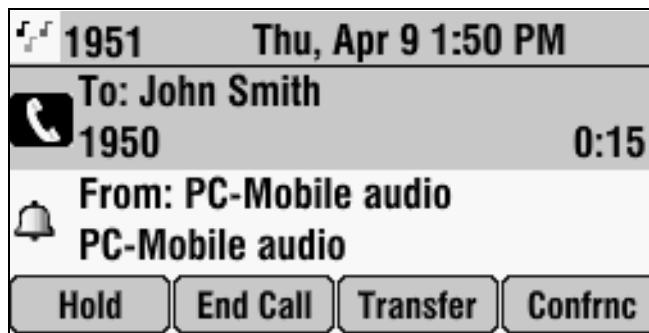 1951 Thu, Apr 9 1:50 PM
To: John Smith
1950 0:15
From: PC-Mobile audio
PC-Mobile audio
Hold End Call Transfer Confrnc